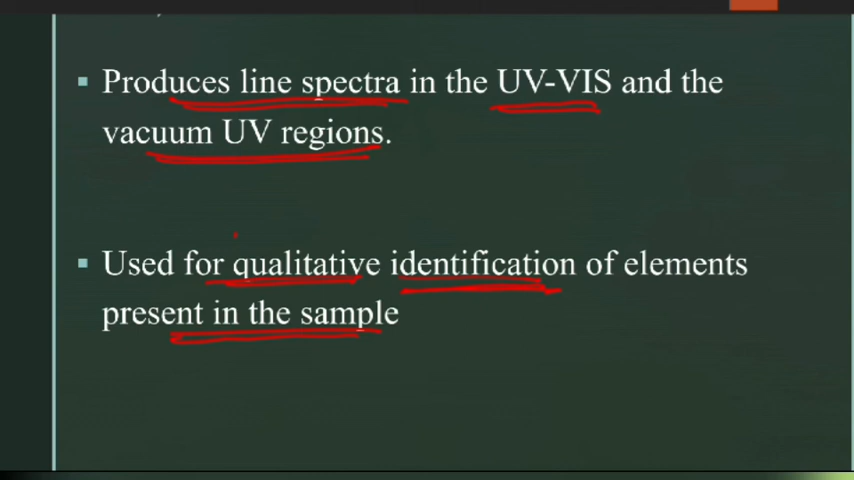 ▪ Produces line spectra in the UV-VIS and the
vacuum UV regions.
▪ Used for qualitative identification of elements
present in the sample